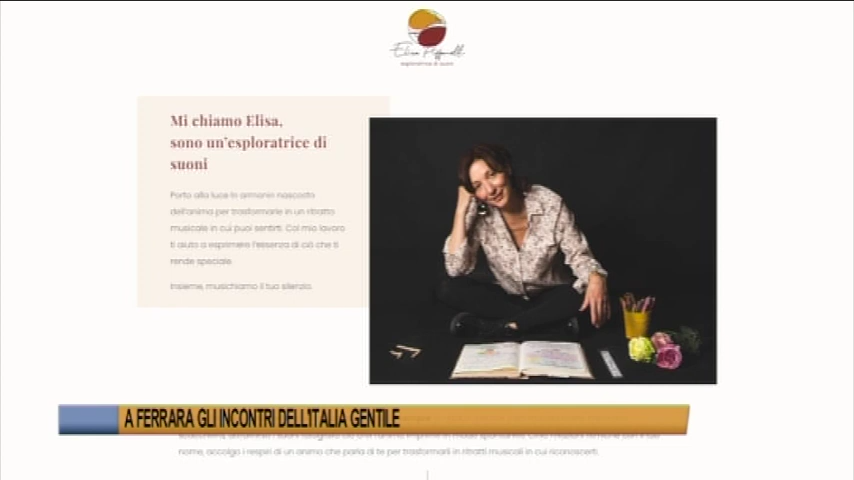 esploratrice di suoni
Mi chiamo Elisa,
sono un'esploratrice di
suoni
Porto alla luce le armonie nascoste
dell'anima per trasformarle in un ritratto
musicale in cui puoi sentirti. Col mio lavoro
ti aiuto a esprimere l'essenza di ciò che ti
rende speciale.
Insieme, musichiamo il tuo silenzio.
A FERRARA GLI INCONTRI DELL'ITALIA GENTILE
nome, accolgo i respiri di un animo che parla di te per trasformarli in ritratti musicali in cui riconoscerti.